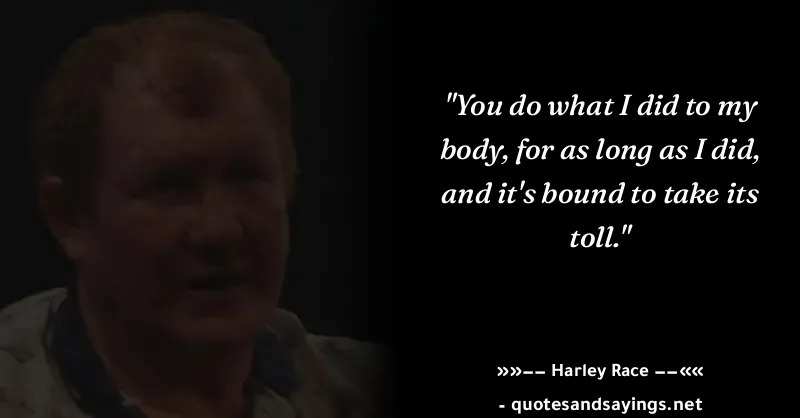 "You do what I did to my
body, for as long as I did,
and it's bound to take its
toll."
»»−− Harley Race −−««
- quotesandsayings.net